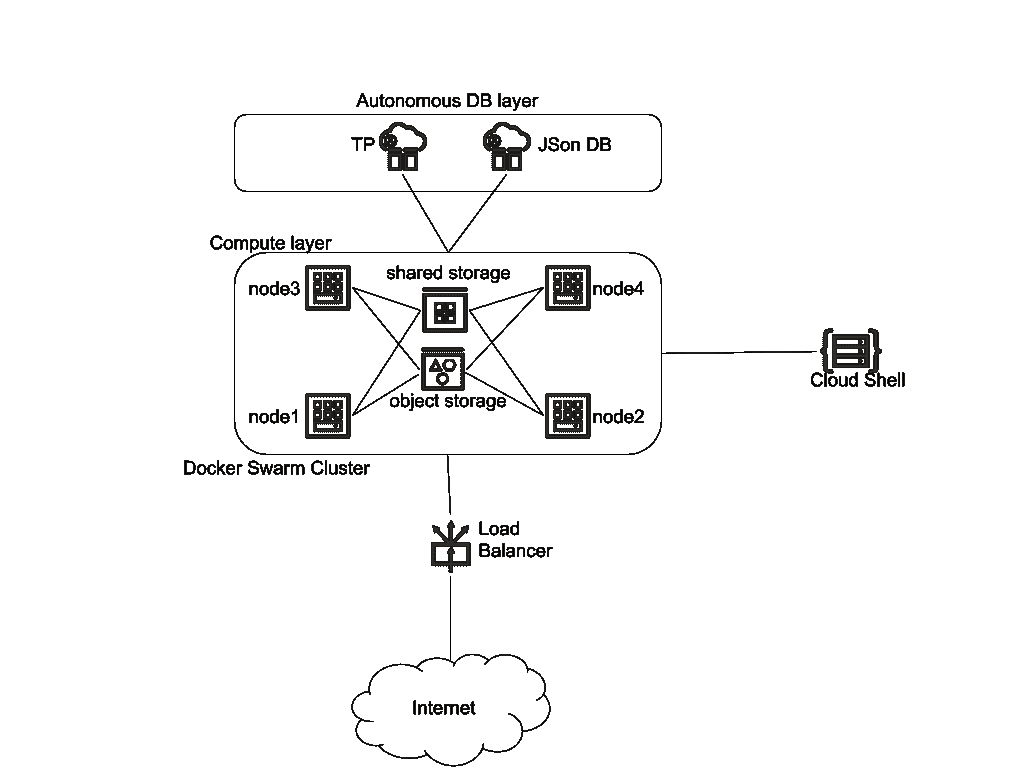 Autonomous DB layer
TP
JSon DB
Compute layer
shared storage
node3
node4
object storage
node1
node2
Cloud Shell
Docker Swarm Cluster
Load
Balancer
Internet